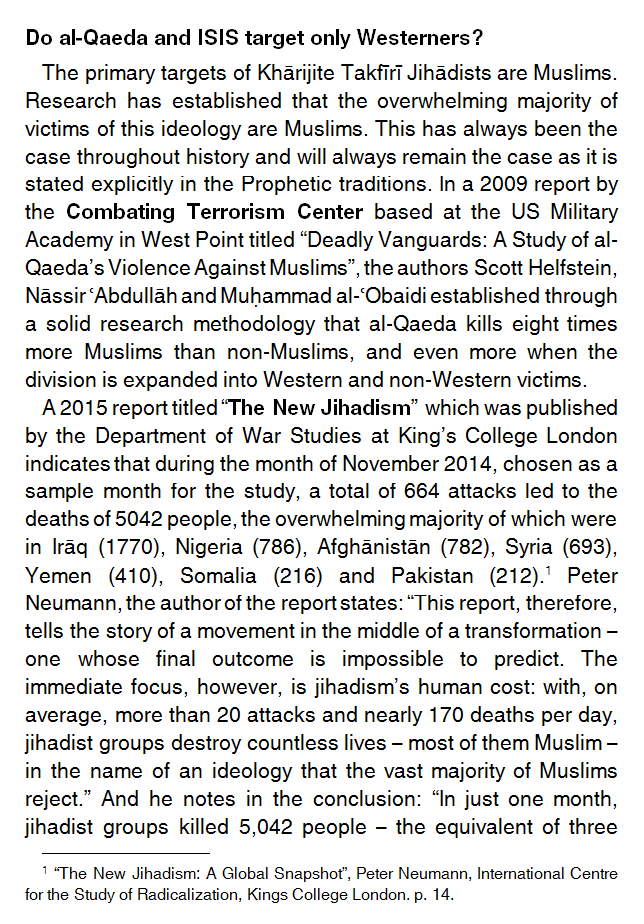 Do al-Qaeda and ISIS target only Westerners?
The primary targets of Khārijite Takfīrī Jihādists are Muslims.
Research has established that the overwhelming majority of
victims of this ideology are Muslims. This has always been the
case throughout history and will always remain the case as it is
stated explicitly in the Prophetic traditions. In a 2009 report by
the Combating Terrorism Center based at the US Military
Academy in West Point titled “Deadly Vanguards: A Study of al-
Qaeda’s Violence Against Muslims”, the authors Scott Helfstein,
Nāssir ʿAbdullāh and Muḥammad al-ʿObaidi established through
a solid research methodology that al-Qaeda kills eight times
more Muslims than non-Muslims, and even more when the
division is expanded into Western and non-Western victims.
A 2015 report titled “The New Jihadism” which was published
by the Department of War Studies at King’s College London
indicates that during the month of November 2014, chosen as a
sample month for the study, a total of 664 attacks led to the
deaths of 5042 people, the overwhelming majority of which were
in Irāq (1770), Nigeria (786), Afghānistān (782), Syria (693),
Yemen (410), Somalia (216) and Pakistan (212).¹ Peter
Neumann, the author of the report states: “This report, therefore,
tells the story of a movement in the middle of a transformation –
one whose final outcome is impossible to predict. The
immediate focus, however, is jihadism’s human cost: with, on
average, more than 20 attacks and nearly 170 deaths per day,
jihadist groups destroy countless lives – most of them Muslim –
in the name of an ideology that the vast majority of Muslims
reject.” And he notes in the conclusion: “In just one month,
jihadist groups killed 5,042 people – the equivalent of three
¹ “The New Jihadism: A Global Snapshot”, Peter Neumann, International Centre
for the Study of Radicalization, Kings College London. p. 14.